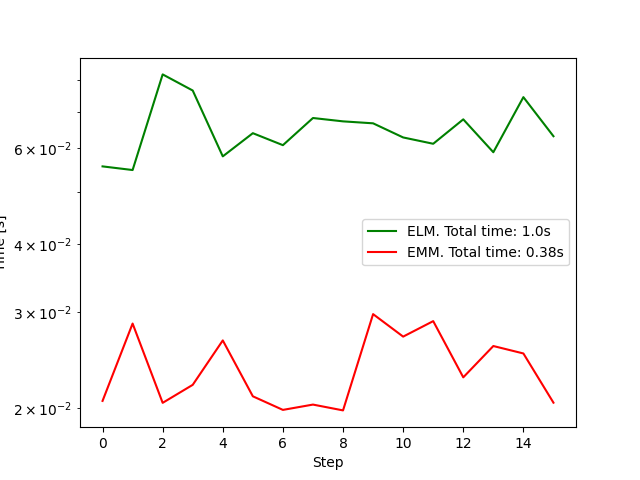 6 × 10⁻²
4 × 10⁻²
3 × 10⁻²
2 × 10⁻²
ELM. Total time: 1.0s
EMM. Total time: 0.38s
0 2 4 6 8 10 12 14
Step